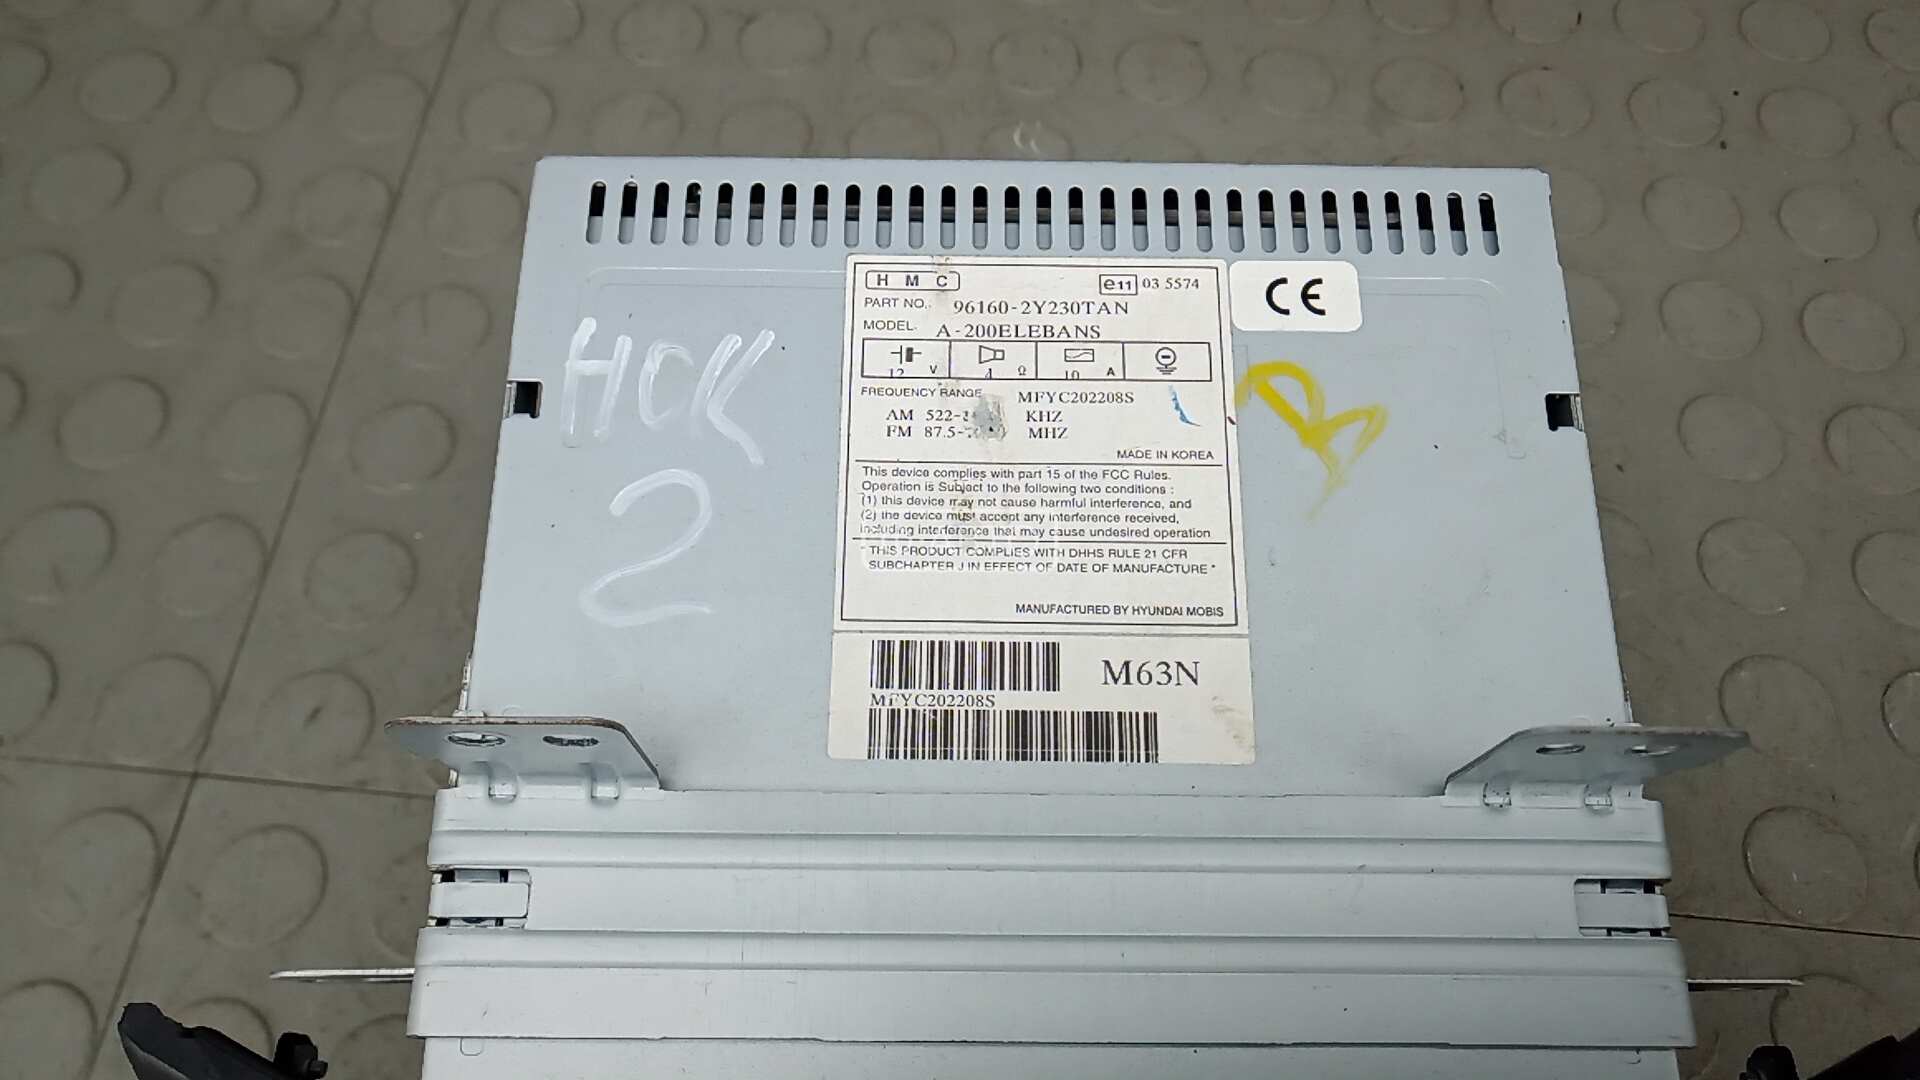 H M C
e11 03 5574
CE
PART NO,. 96160-2Y230TAN
MODEL. A-200ELEBANS
12 V 4 Ω 10 A
FREQUENCY RANGE MFYC202208S
AM 522- KHZ
FM 87.5- MHZ
MADE IN KOREA
This device complies with part 15 of the FCC Rules.
Operation is Subject to the following two conditions :
(1) this device may not cause harmful interference, and
(2) the device must accept any interference received,
including interference that may cause undesired operation
" THIS PRODUCT COMPLIES WITH DHHS RULE 21 CFR
SUBCHAPTER J IN EFFECT OF DATE OF MANUFACTURE "
MANUFACTURED BY HYUNDAI MOBIS
M63N
MFYC202208S
HCK
2